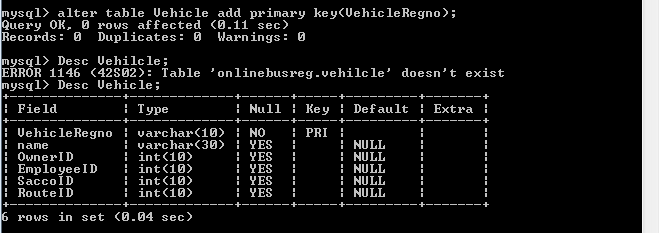 mysql> alter table Vehicle add primary key(VehicleRegno);
Query OK, 0 rows affected (0.11 sec)
Records: 0  Duplicates: 0  Warnings: 0
mysql> Desc Vehilcle;
ERROR 1146 (42S02): Table 'onlinebusreg.vehilcle' doesn't exist
mysql> Desc Vehicle;
+--------------+-------------+------+-----+---------+-------+
| Field        | Type        | Null | Key | Default | Extra |
+--------------+-------------+------+-----+---------+-------+
| VehicleRegno | varchar(10) | NO   | PRI |         |       |
| name         | varchar(30) | YES  |     | NULL    |       |
| OwnerID      | int(10)     | YES  |     | NULL    |       |
| EmployeeID   | int(10)     | YES  |     | NULL    |       |
| SaccoID      | int(10)     | YES  |     | NULL    |       |
| RouteID      | int(10)     | YES  |     | NULL    |       |
+--------------+-------------+------+-----+---------+-------+
6 rows in set (0.04 sec)